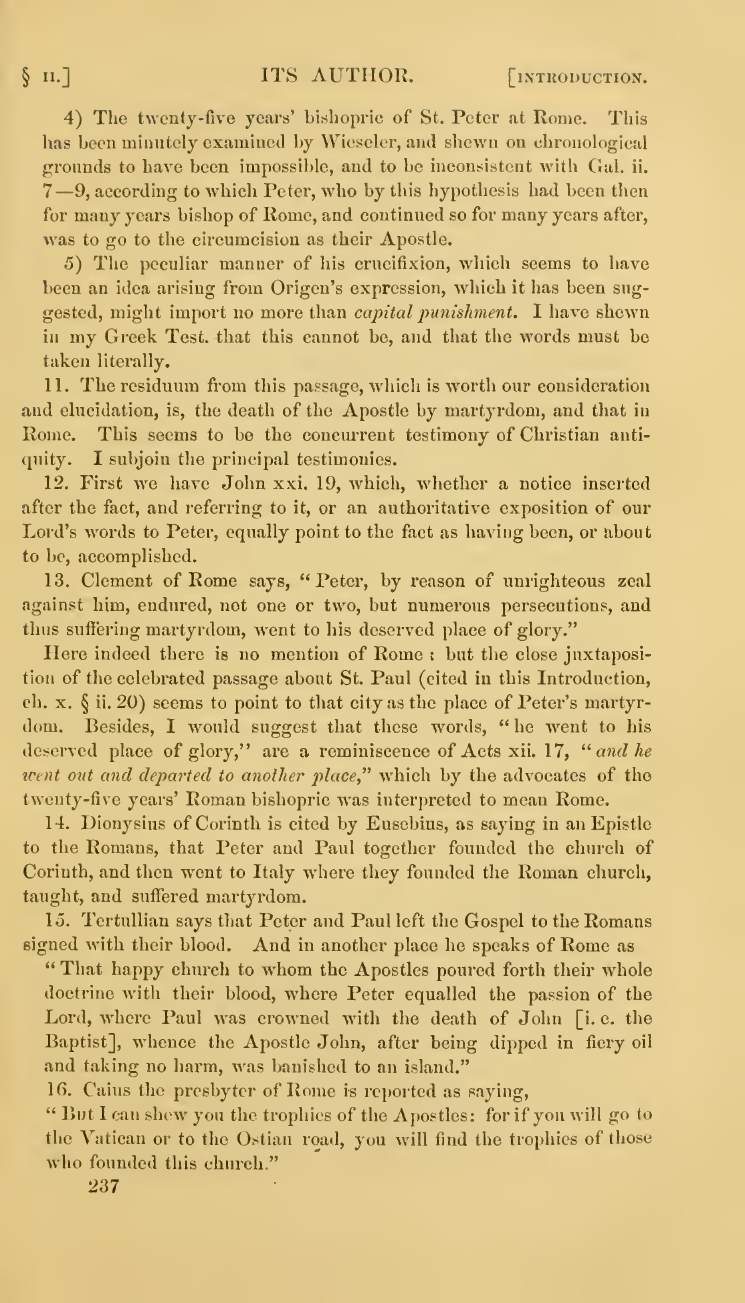 § II.] ITS AUTHOR. [INTRODUCTION.
4) The twenty-five years' bishopric of St. Peter at Rome. This
has been minutely examined by Wieseler, and shewn on chronological
grounds to have been impossible, and to be inconsistent with Gal. ii.
7—9, according to which Peter, who by this hypothesis had been then
for many years bishop of Rome, and continued so for many years after,
was to go to the circumcision as their Apostle.
5) The peculiar manner of his crucifixion, which seems to have
been an idea arising from Origen's expression, which it has been sug-
gested, might import no more than capital punishment. I have shewn
in my Greek Test. that this cannot be, and that the words must be
taken literally.
11. The residuum from this passage, which is worth our consideration
and elucidation, is, the death of the Apostle by martyrdom, and that in
Rome. This seems to be the concurrent testimony of Christian anti-
quity. I subjoin the principal testimonies.
12. First we have John xxi. 19, which, whether a notice inserted
after the fact, and referring to it, or an authoritative exposition of our
Lord's words to Peter, equally point to the fact as having been, or about
to be, accomplished.
13. Clement of Rome says, “ Peter, by reason of unrighteous zeal
against him, endured, not one or two, but numerous persecutions, and
thus suffering martyrdom, went to his deserved place of glory.”
Here indeed there is no mention of Rome : but the close juxtaposi-
tion of the celebrated passage about St. Paul (cited in this Introduction,
ch. x. § ii. 20) seems to point to that city as the place of Peter's martyr-
dom. Besides, I would suggest that these words, “ he went to his
deserved place of glory,” are a reminiscence of Acts xii. 17, “ and he
went out and departed to another place,” which by the advocates of the
twenty-five years' Roman bishopric was interpreted to mean Rome.
14. Dionysius of Corinth is cited by Eusebius, as saying in an Epistle
to the Romans, that Peter and Paul together founded the church of
Corinth, and then went to Italy where they founded the Roman church,
taught, and suffered martyrdom.
15. Tertullian says that Peter and Paul left the Gospel to the Romans
signed with their blood. And in another place he speaks of Rome as
“ That happy church to whom the Apostles poured forth their whole
doctrine with their blood, where Peter equalled the passion of the
Lord, where Paul was crowned with the death of John [i. e. the
Baptist], whence the Apostle John, after being dipped in fiery oil
and taking no harm, was banished to an island.”
16. Caius the presbyter of Rome is reported as saying,
“ But I can shew you the trophies of the Apostles: for if you will go to
the Vatican or to the Ostian road, you will find the trophies of those
who founded this church.”
237